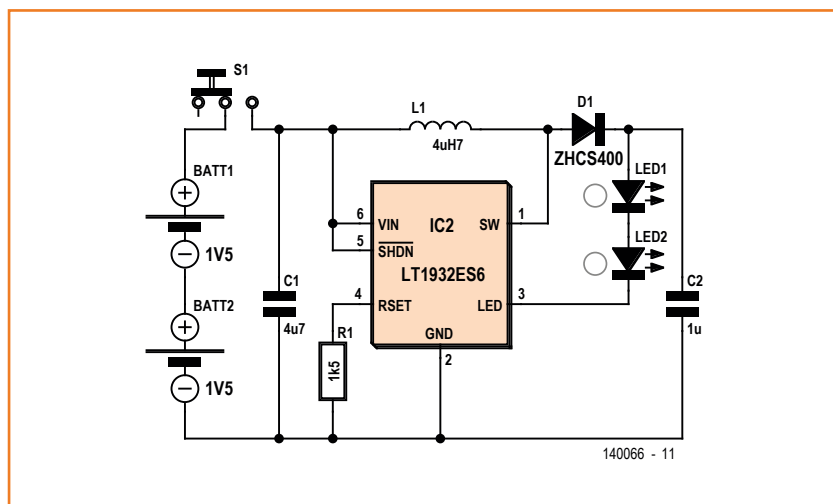 S1
L1
4uH7
D1
ZHCS400
BATT1
LED1
+
6
VIN
IC2
SW
1
5
SHDN
−
1V5
LT1932ES6
LED2
C1
4u7
4
RSET
LED
3
C2
1u
BATT2
+
R1
1k5
GND
2
−
1V5
140066 - 11